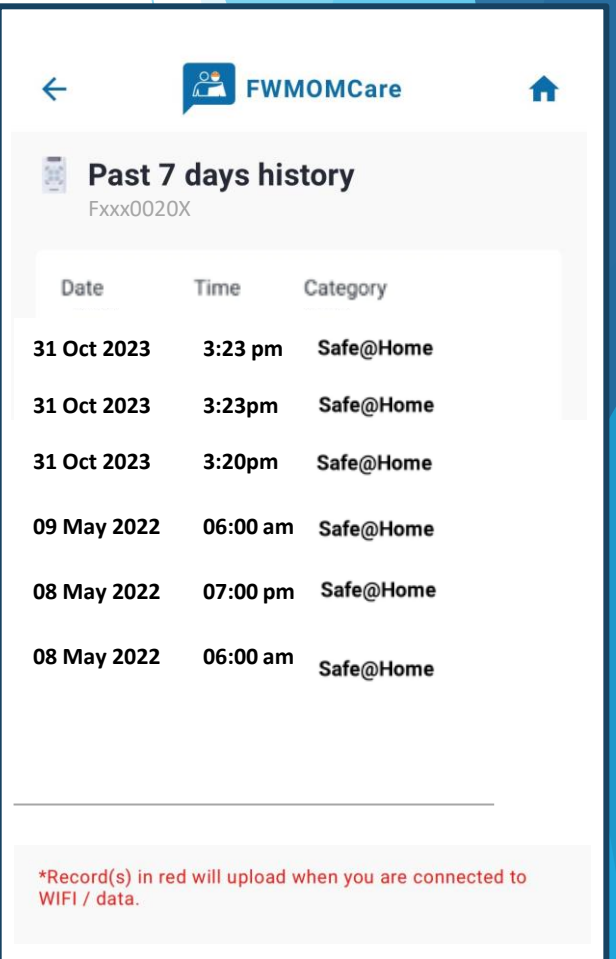 FWMOMCare
Past 7 days history
Fxxx0020X
Date Time Category
31 Oct 2023 3:23 pm Safe@Home
31 Oct 2023 3:23pm Safe@Home
31 Oct 2023 3:20pm Safe@Home
09 May 2022 06:00 am Safe@Home
08 May 2022 07:00 pm Safe@Home
08 May 2022 06:00 am Safe@Home
*Record(s) in red will upload when you are connected to
WIFI / data.